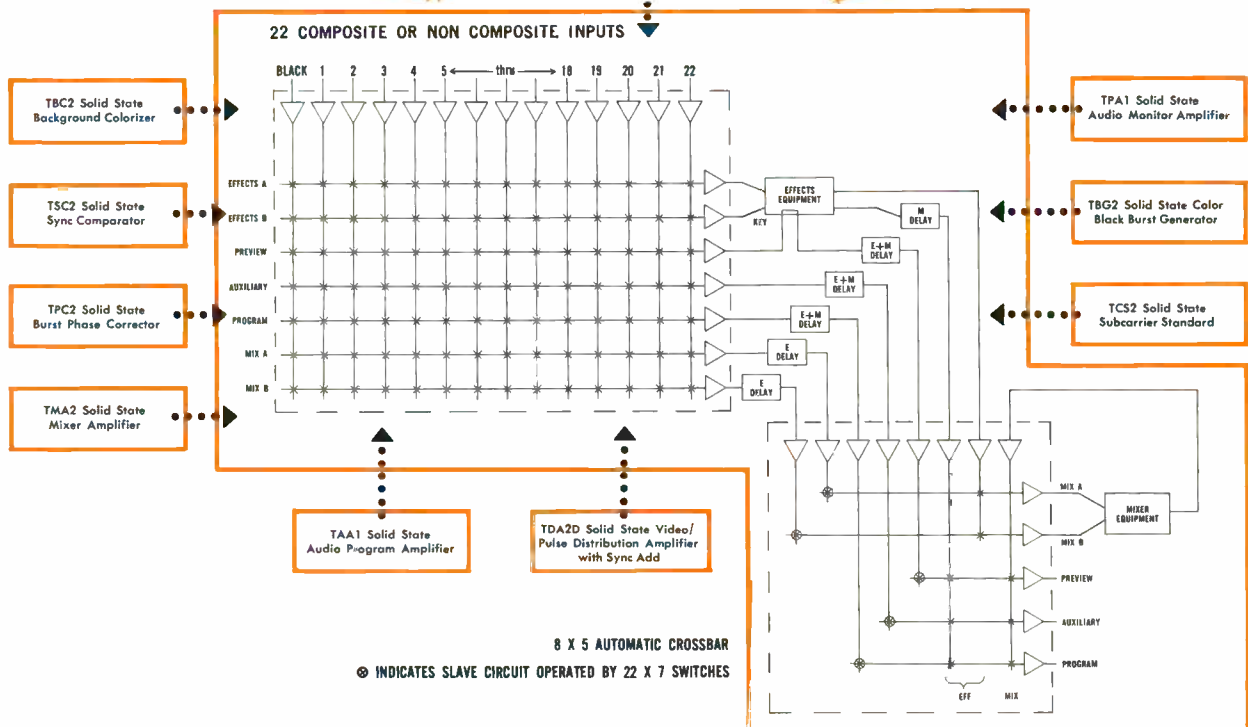 22 COMPOSITE OR NON COMPOSITE INPUTS
BLACK 1 2 3 4 5 thru 18 19 20 21 22
TBC2 Solid State
Background Colorizer
TSC2 Solid State
Sync Comparator
TPC2 Solid State
Burst Phase Corrector
TMA2 Solid State
Mixer Amplifier
EFFECTS A
EFFECTS B
PREVIEW
AUXILIARY
PROGRAM
MIX A
MIX B
KEY
EFFECTS
EQUIPMENT
M
DELAY
E+M
DELAY
E+M
DELAY
E+M
DELAY
E
DELAY
E
DELAY
TPA1 Solid State
Audio Monitor Amplifier
TBG2 Solid State Color
Black Burst Generator
TCS2 Solid State
Subcarrier Standard
TAA1 Solid State
Audio Program Amplifier
TDA2D Solid State Video/
Pulse Distribution Amplifier
with Sync Add
MIX A
MIX B
MIXER
EQUIPMENT
PREVIEW
AUXILIARY
PROGRAM
EFF MIX
8 X 5 AUTOMATIC CROSSBAR
⊗ INDICATES SLAVE CIRCUIT OPERATED BY 22 X 7 SWITCHES